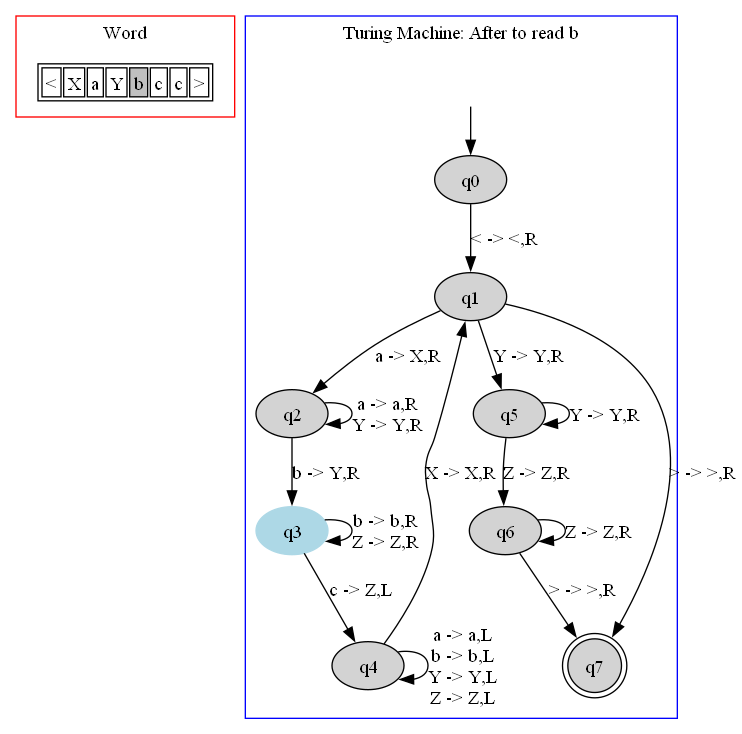 Word
< X a Y b c c >
Turing Machine: After to read b
q0
< -> <,R
q1
a -> X,R
Y -> Y,R
q2
a -> a,R
Y -> Y,R
q5
Y -> Y,R
b -> Y,R
X -> X,R
Z -> Z,R
> -> >,R
q3
b -> b,R
Z -> Z,R
q6
Z -> Z,R
c -> Z,L
> -> >,R
q4
a -> a,L
b -> b,L
Y -> Y,L
Z -> Z,L
q7